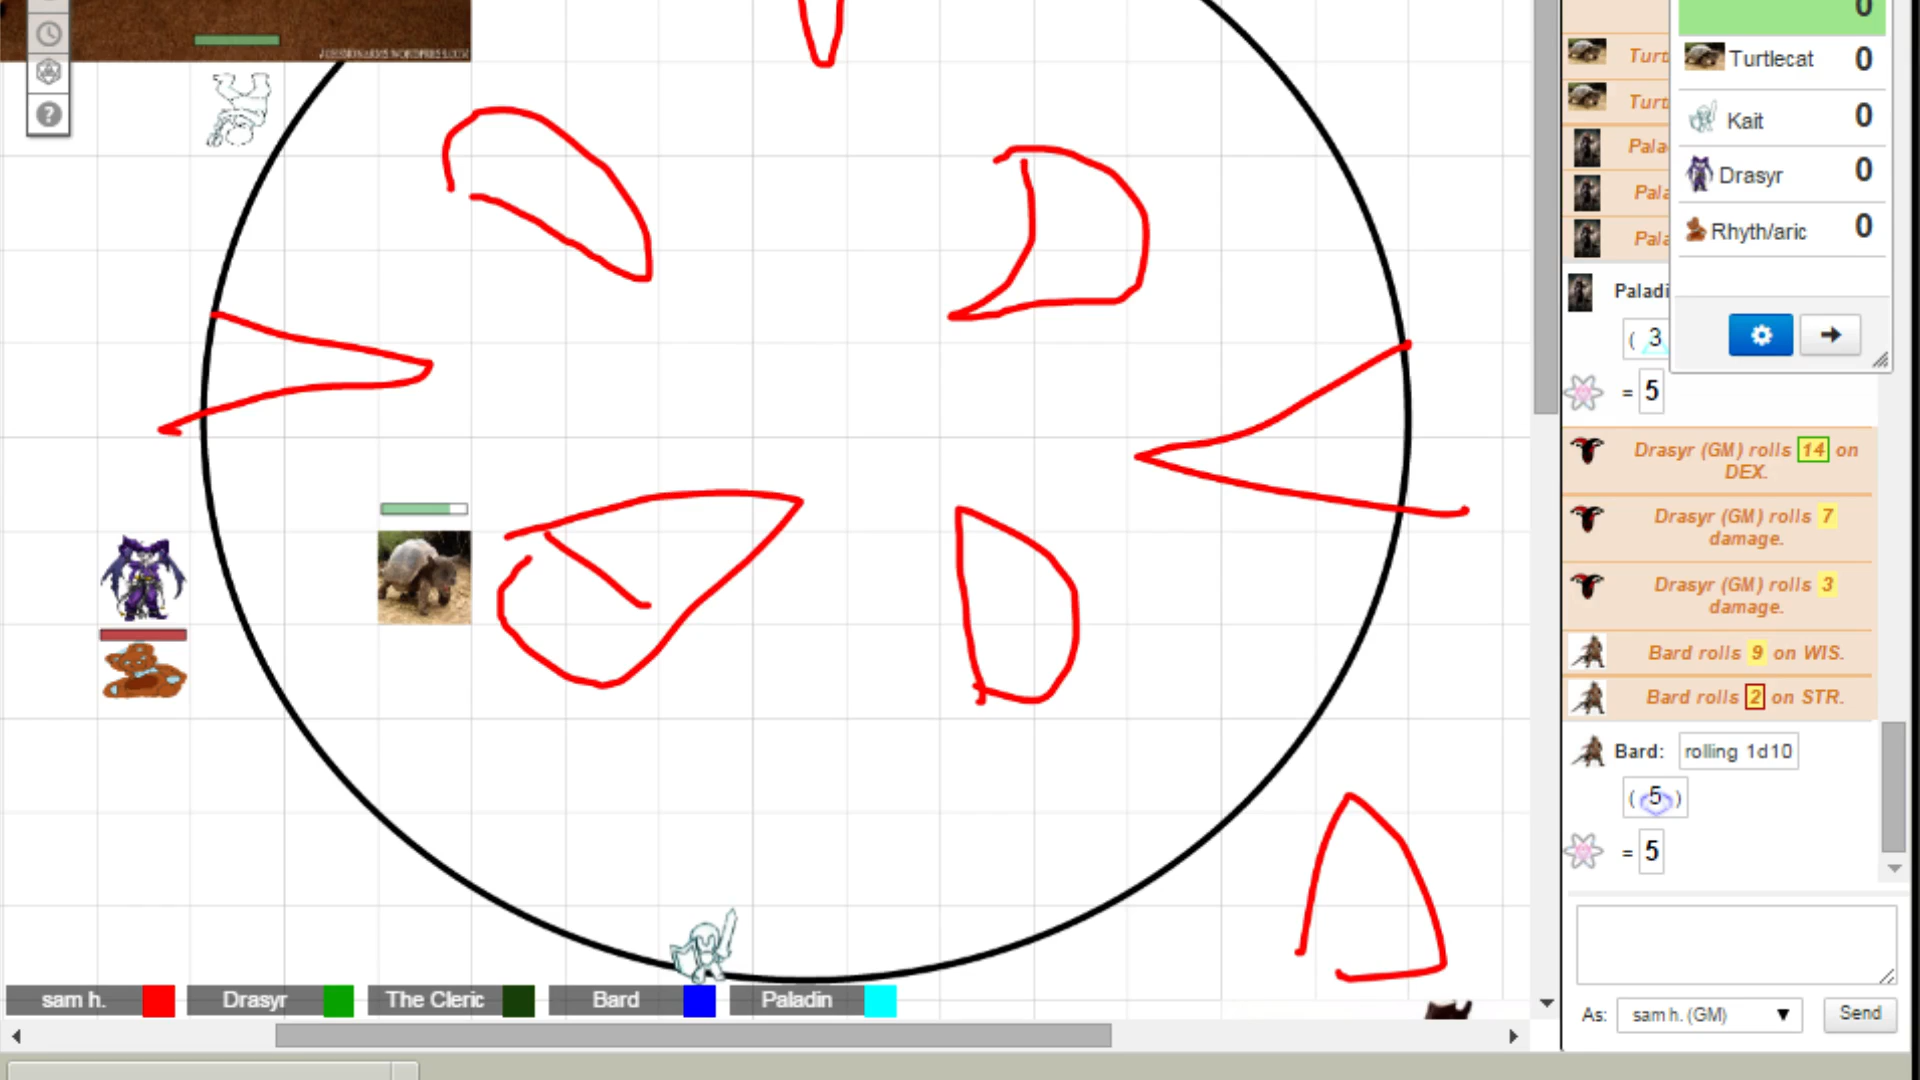 0
Turt
Turtlecat 0
Turt
Kait 0
Pala
Pala
Drasyr 0
Pala
Rhyth/aric 0
Paladi
( 3
= 5
Drasyr (GM) rolls 14 on
DEX.
Drasyr (GM) rolls 7
damage.
Drasyr (GM) rolls 3
damage.
Bard rolls 9 on WIS.
Bard rolls 2 on STR.
Bard: rolling 1d10
( 5 )
= 5
sam h. Drasyr The Cleric Bard Paladin
As: sam h. (GM) Send
?